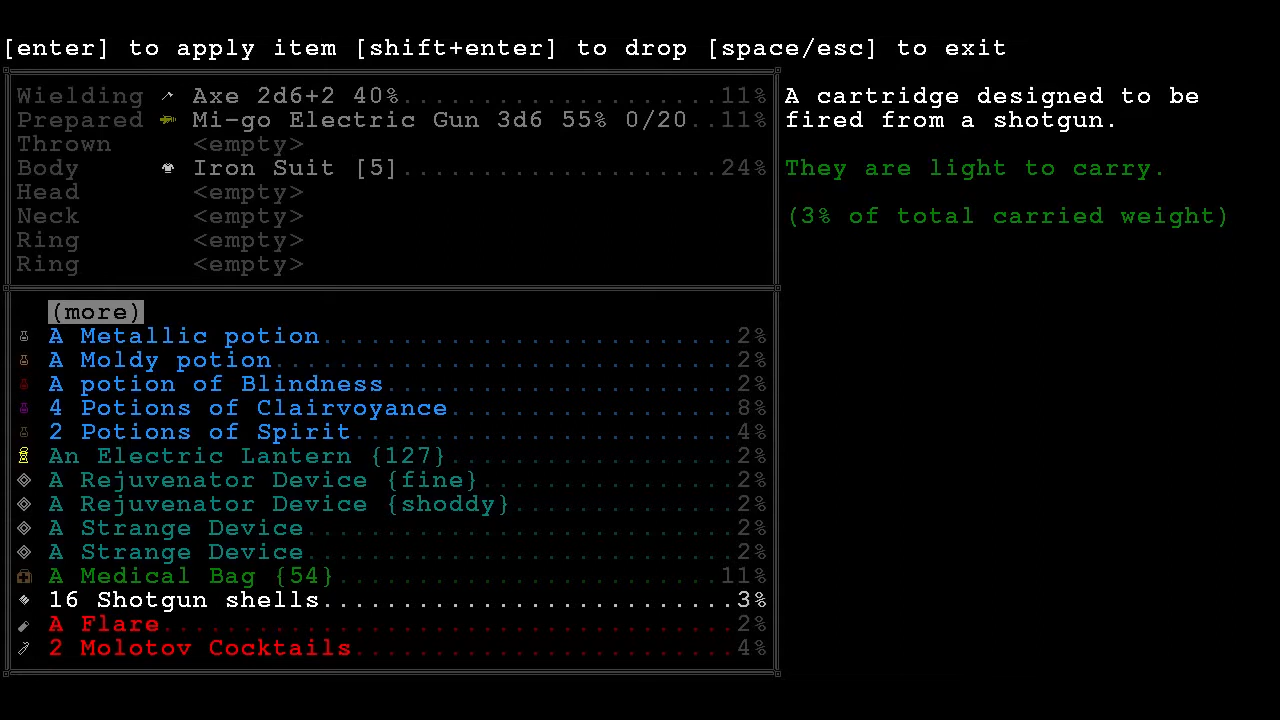 [enter] to apply item [shift+enter] to drop [space/esc] to exit
Wielding Axe 2d6+2 40%.....................11%
Prepared Mi-go Electric Gun 3d6 55% 0/20..11%
Thrown <empty>
Body Iron Suit [5]....................24%
Head <empty>
Neck <empty>
Ring <empty>
Ring <empty>
(more)
A Metallic potion..........................2%
A Moldy potion.............................2%
A potion of Blindness......................2%
4 Potions of Clairvoyance..................8%
2 Potions of Spirit........................4%
An Electric Lantern {127}..................2%
A Rejuvenator Device {fine}................2%
A Rejuvenator Device {shoddy}..............2%
A Strange Device...........................2%
A Strange Device...........................2%
A Medical Bag {54}........................11%
16 Shotgun shells..........................3%
A Flare....................................2%
2 Molotov Cocktails........................4%
A cartridge designed to be
fired from a shotgun.
They are light to carry.
(3% of total carried weight)